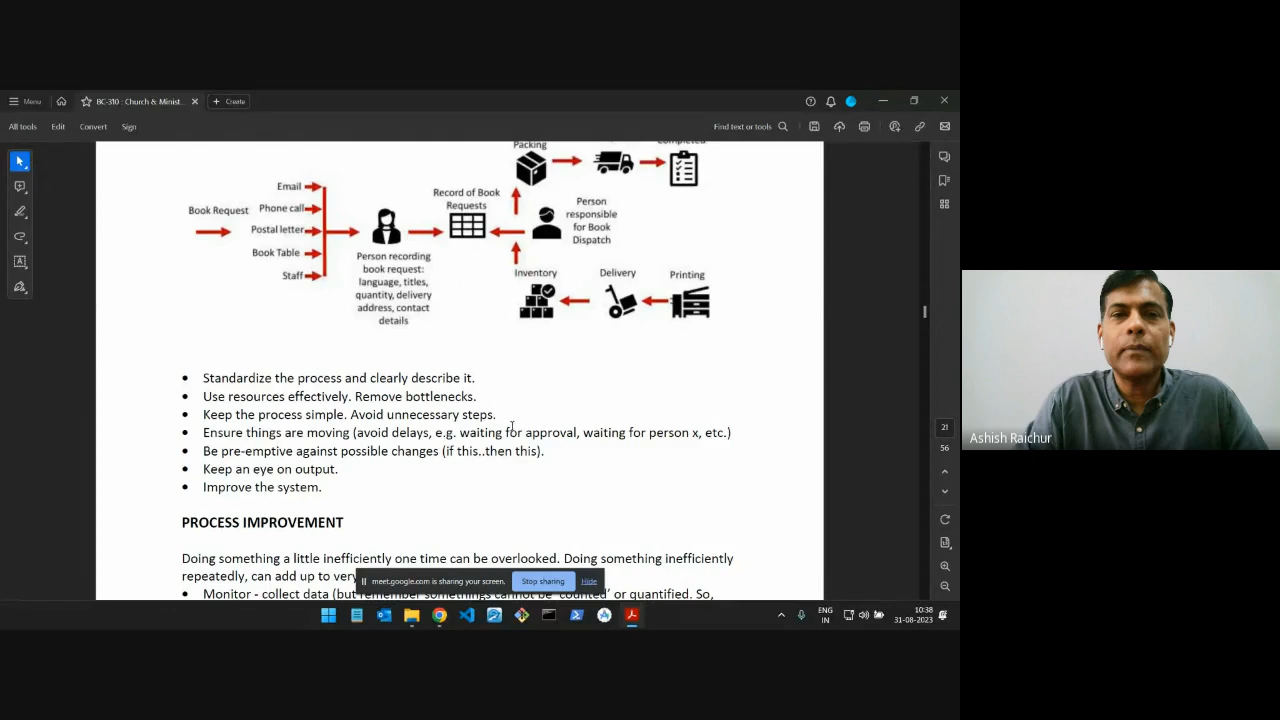 Menu
BC-310 : Church & Minist...
Create
All tools Edit Convert Sign
Find text or tools
Packing
Email
Phone call
Postal letter
Book Table
Staff
Book Request
Person recording
book request:
language, titles,
quantity, delivery
address, contact
details
Record of Book
Requests
Person
responsible
for Book
Dispatch
Inventory
Delivery
Printing
• Standardize the process and clearly describe it.
• Use resources effectively. Remove bottlenecks.
• Keep the process simple. Avoid unnecessary steps.
• Ensure things are moving (avoid delays, e.g. waiting for approval, waiting for person x, etc.)
• Be pre-emptive against possible changes (if this..then this).
• Keep an eye on output.
• Improve the system.
PROCESS IMPROVEMENT
Doing something a little inefficiently one time can be overlooked. Doing something inefficiently
repeatedly, can add up to very
• Monitor - collect data (but remember somethings cannot be 'counted' or quantified. So,
meet.google.com is sharing your screen. Stop sharing Hide
21
56
ENG
IN
10:38
31-08-2023
Ashish Raichur